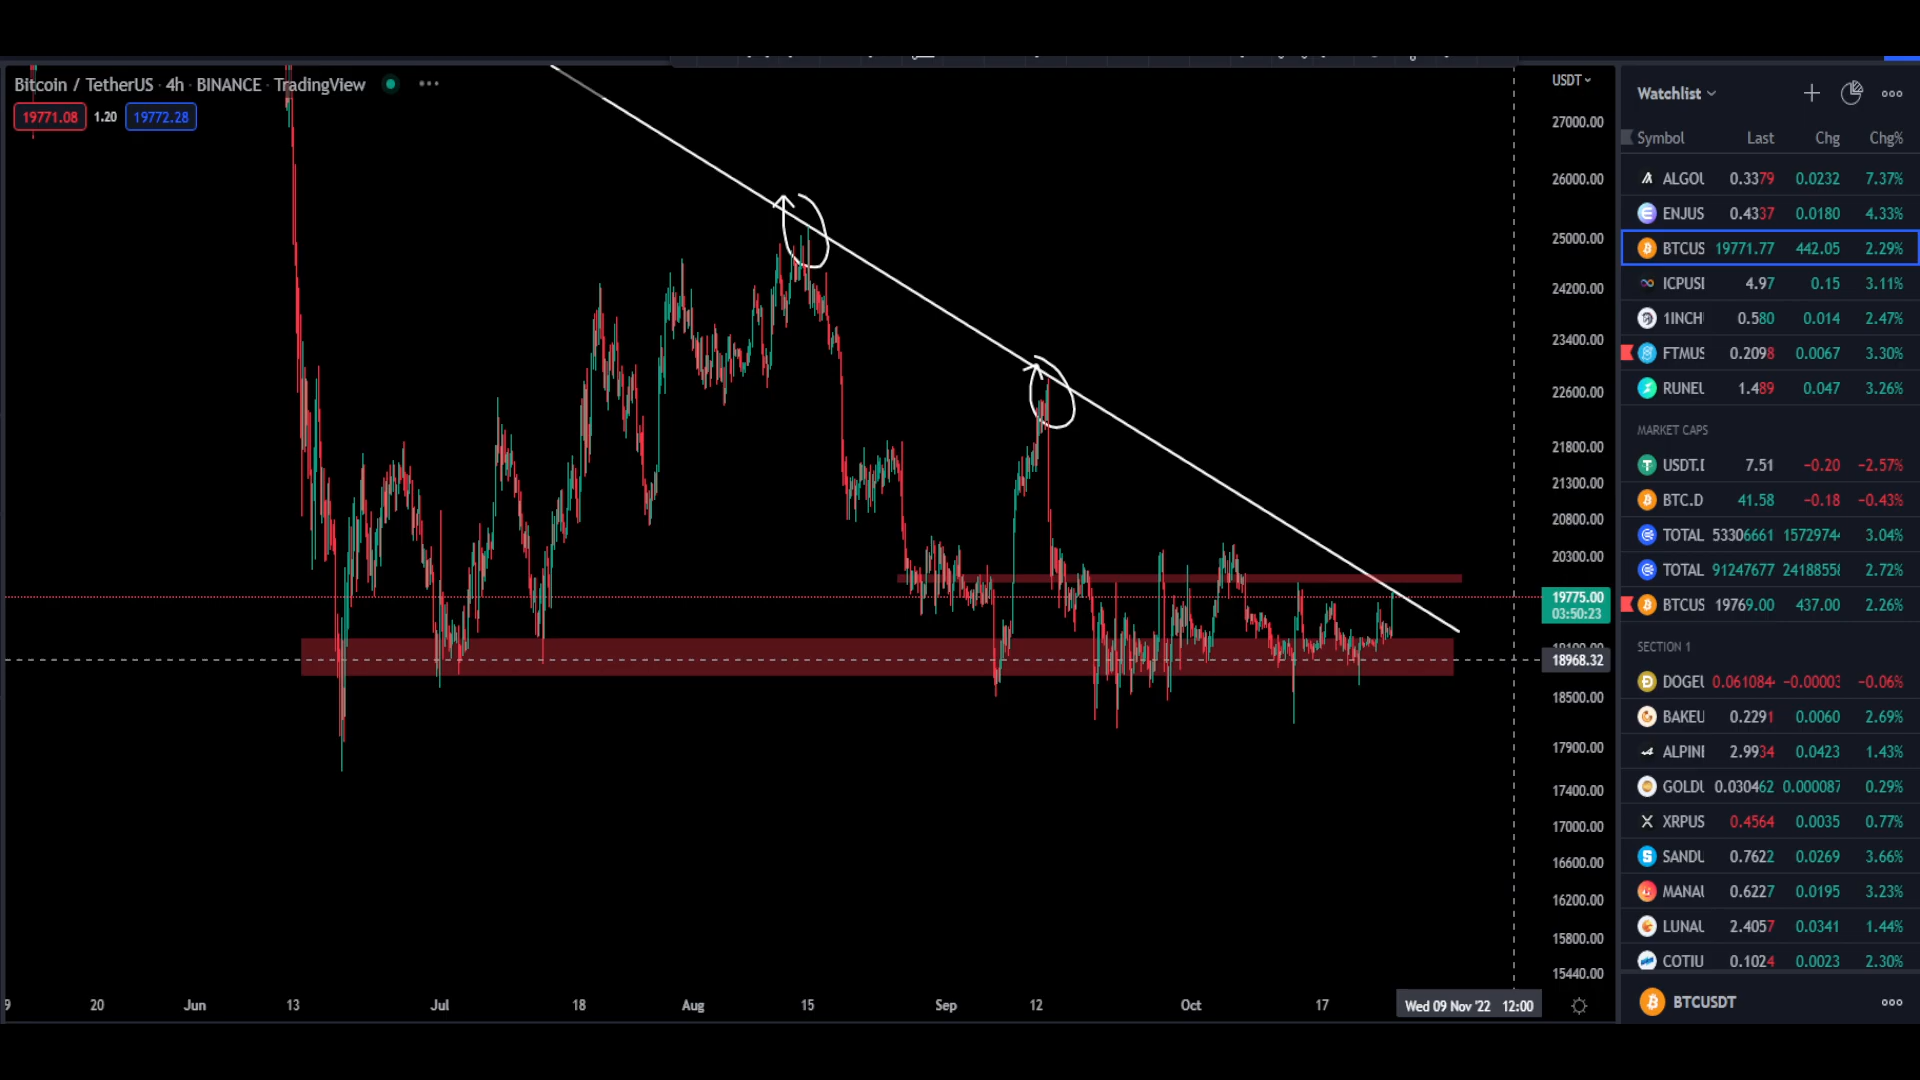 Bitcoin / TetherUS · 4h · BINANCE · TradingView
19771.08 1.20 19772.28
USDT
27000.00
26000.00
25000.00
24200.00
23400.00
22600.00
21800.00
21300.00
20800.00
20300.00
19775.00
03:50:23
18968.32
18500.00
17900.00
17400.00
17000.00
16600.00
16200.00
15800.00
15440.00
9 20 Jun 13 Jul 18 Aug 15 Sep 12 Oct 17 Wed 09 Nov '22 12:00
Watchlist
Symbol Last Chg Chg%
ALGOU 0.3379 0.0232 7.37%
ENJUS 0.4337 0.0180 4.33%
BTCUS 19771.77 442.05 2.29%
ICPUSI 4.97 0.15 3.11%
1INCH 0.580 0.014 2.47%
FTMUS 0.2098 0.0067 3.30%
RUNEU 1.489 0.047 3.26%
MARKET CAPS
USDT.D 7.51 −0.20 −2.57%
BTC.D 41.58 −0.18 −0.43%
TOTAL 53306661 1572974 3.04%
TOTAL 91247677 2418855 2.72%
BTCUS 19769.00 437.00 2.26%
SECTION 1
DOGEU 0.061084 −0.00003 −0.06%
BAKEU 0.2291 0.0060 2.69%
ALPINE 2.9934 0.0423 1.43%
GOLDU 0.030462 0.000087 0.29%
XRPUS 0.4564 0.0035 0.77%
SANDU 0.7622 0.0269 3.66%
MANAU 0.6227 0.0195 3.23%
LUNAU 2.4057 0.0341 1.44%
COTIU 0.1024 0.0023 2.30%
BTCUSDT